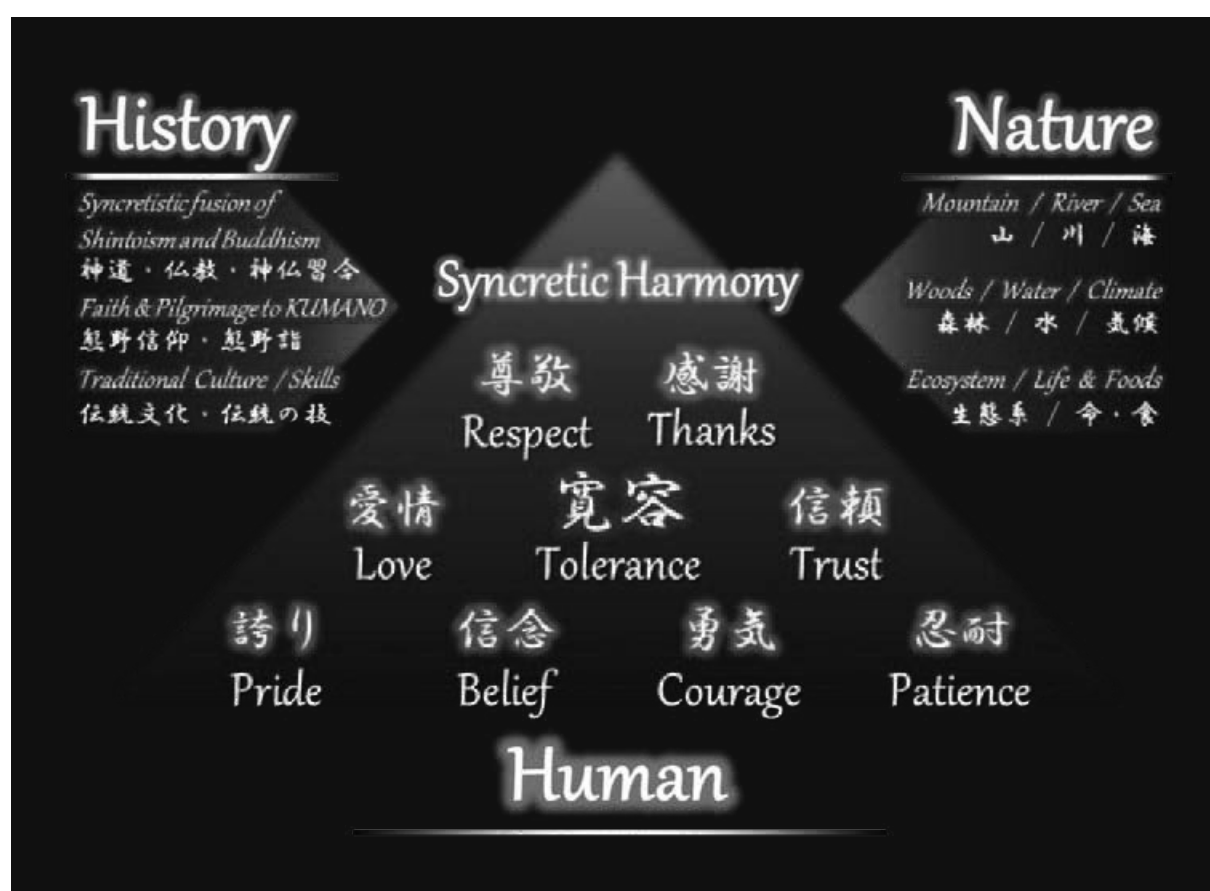 History
Syncretistic fusion of
Shintoism and Buddhism
神道・仏教・神仏習合
Faith & Pilgrimage to KUMANO
熊野信仰・熊野詣
Traditional Culture / Skills
伝統文化・伝統の技
Nature
Mountain / River / Sea
山 / 川 / 海
Woods / Water / Climate
森林 / 水 / 気候
Ecosystem / Life & Foods
生態系 / 命・食
Syncretic Harmony
尊敬 感謝
Respect Thanks
愛情 寛容 信頼
Love Tolerance Trust
誇り 信念 勇気 忍耐
Pride Belief Courage Patience
Human